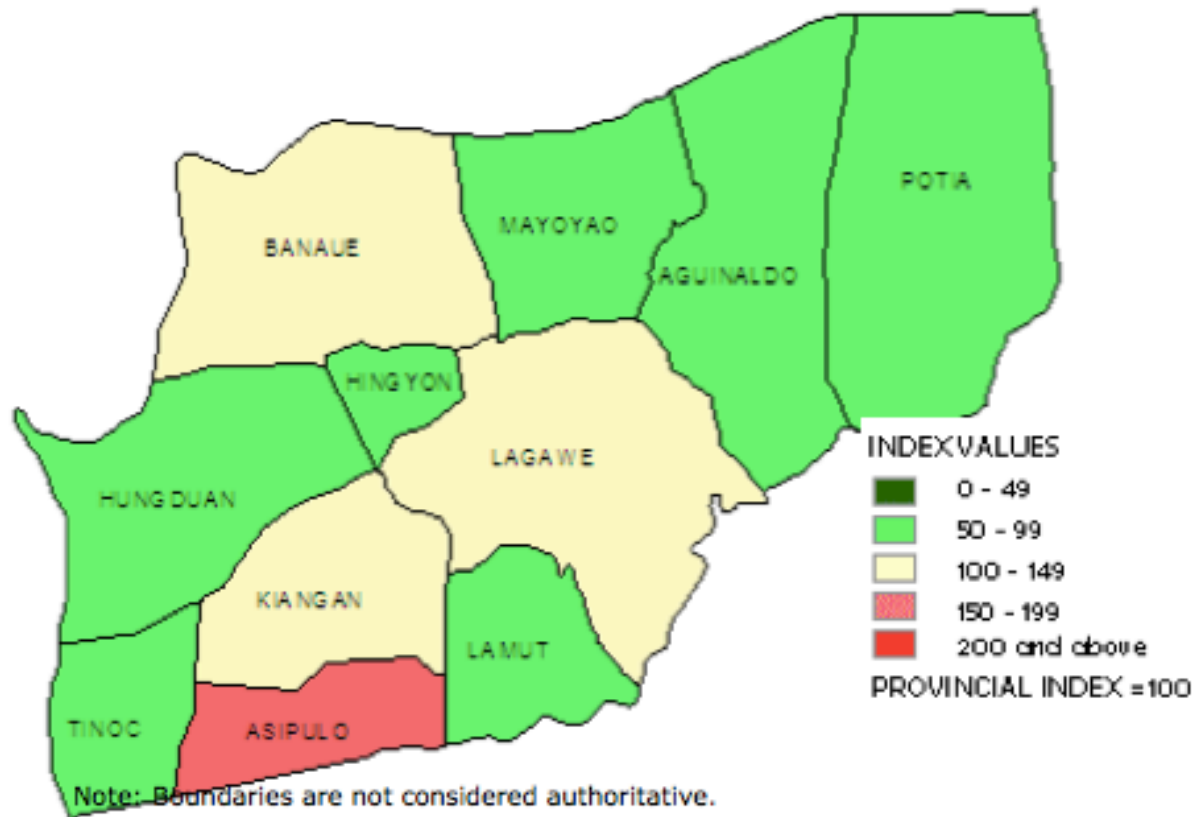 POTIA
MAYOYAO
BANAUE
AGUINALDO
HINGYON
LAGAWE
HUNGDUAN
KIANGAN
LAMUT
TINOC
ASIPULO
INDEX VALUES
0 - 49
50 - 99
100 - 149
150 - 199
200 and above
PROVINCIAL INDEX =100
Note: Boundaries are not considered authoritative.